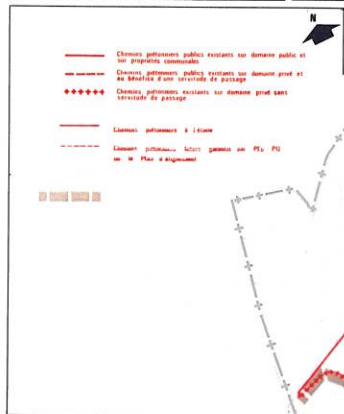 N
Chemins piétonniers publics existants sur domaine public et
sur propriétés communales
Chemins piétonniers publics existants sur domaine privé et
au bénéfice d'une servitude de passage
Chemins piétonniers existants sur domaine privé sans
servitude de passage
Chemins piétonniers à l'étude
Chemins piétonniers futurs garantis par PEP, PQ
ou le Plan d'alignement